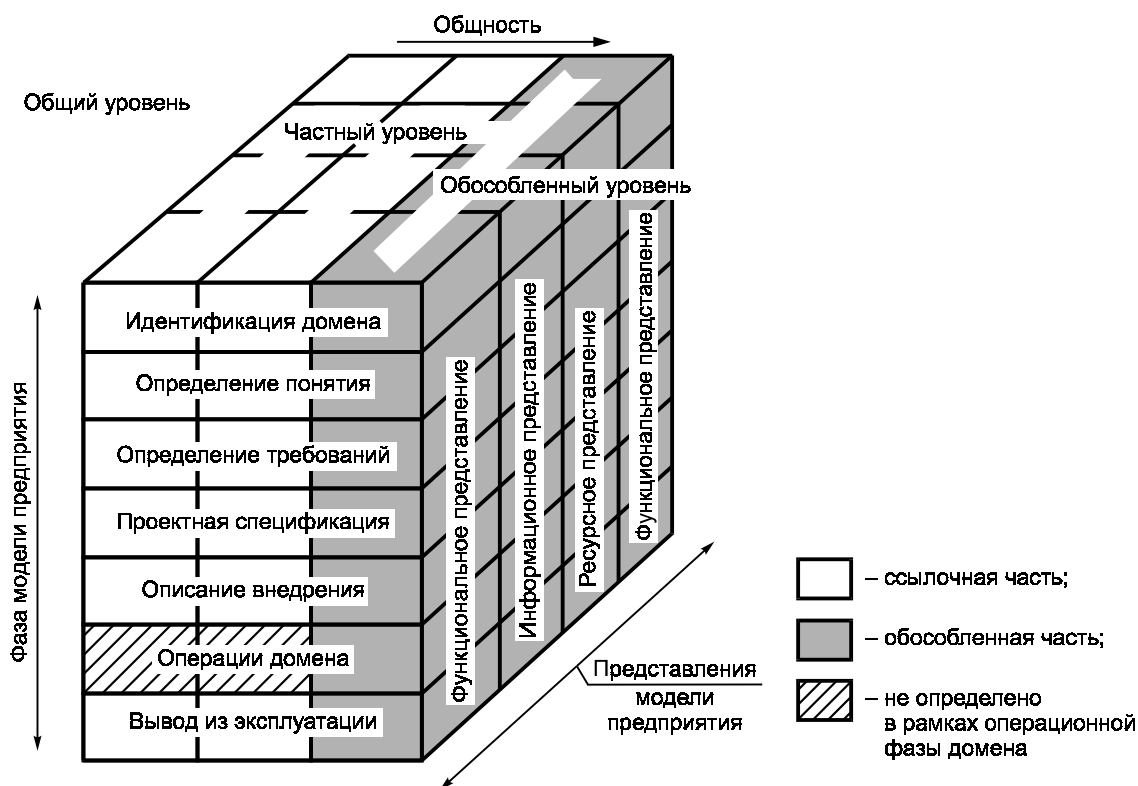 Общность
Общий уровень
Частный уровень
Обособленный уровень
Фаза модели предприятия
Идентификация домена
Определение понятия
Определение требований
Проектная спецификация
Описание внедрения
Операции домена
Вывод из эксплуатации
Функциональное представление
Информационное представление
Ресурсное представление
Функциональное представление
Представления
модели
предприятия
– ссылочная часть;
– обособленная часть;
– не определено
в рамках операционной
фазы домена